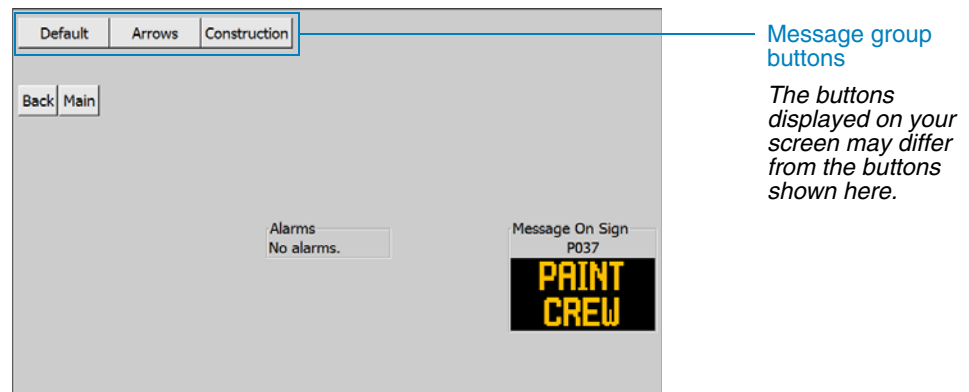 Default Arrows Construction
Message group
buttons
The buttons
displayed on your
screen may differ
from the buttons
shown here.
Back Main
Alarms
No alarms.
Message On Sign
P037
PAINT
CREW